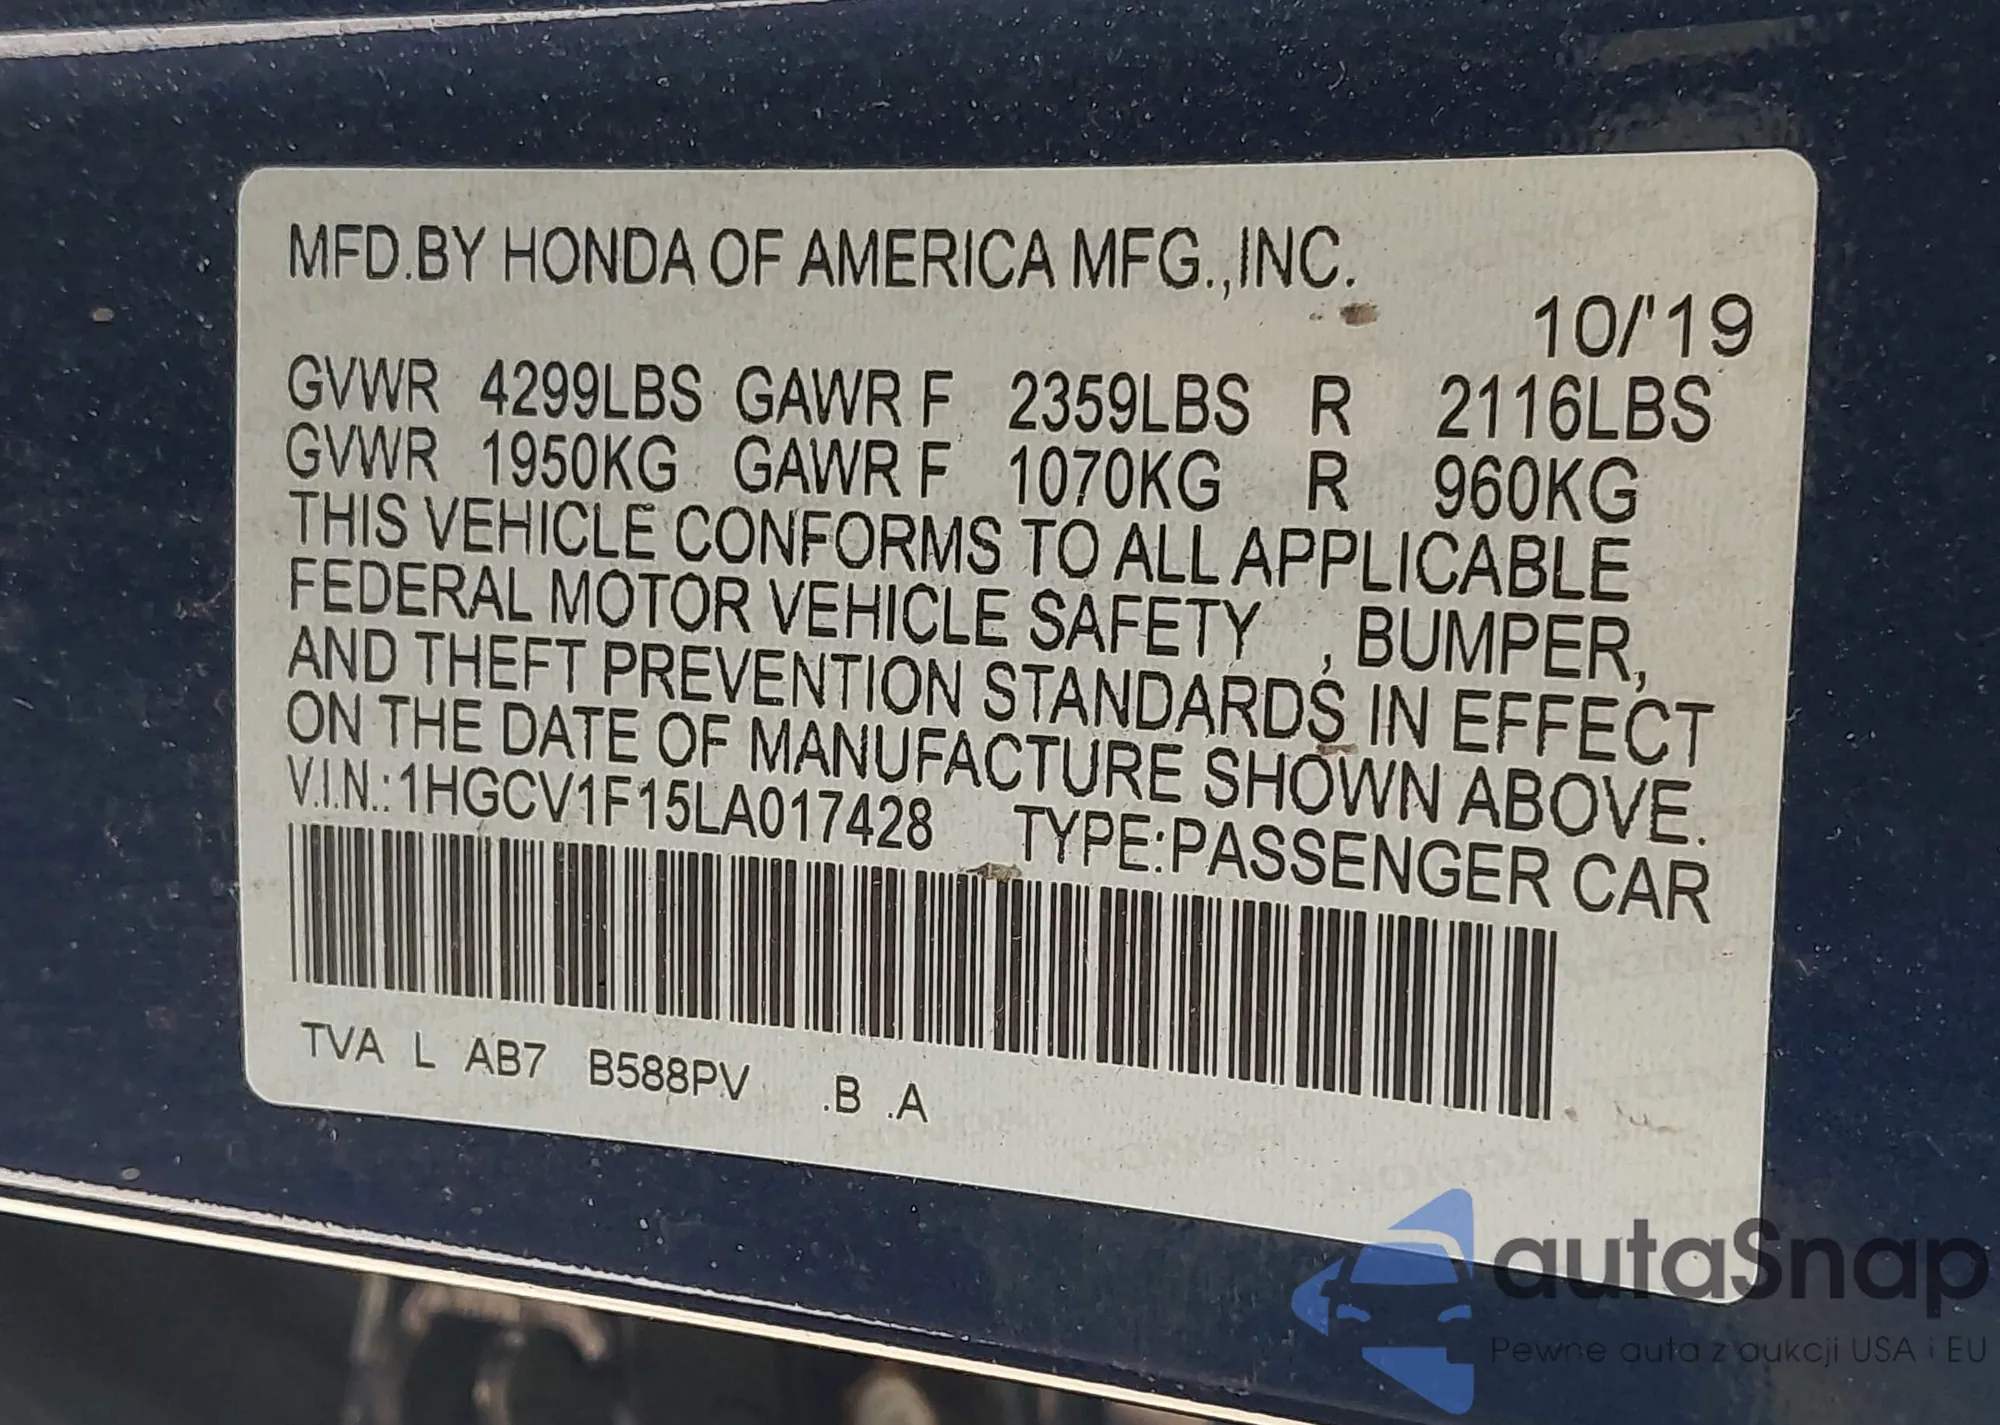 MFD.BY HONDA OF AMERICA MFG.,INC.
10/'19
GVWR 4299LBS GAWR F 2359LBS R 2116LBS
GVWR 1950KG GAWR F 1070KG R 960KG
THIS VEHICLE CONFORMS TO ALL APPLICABLE
FEDERAL MOTOR VEHICLE SAFETY , BUMPER,
AND THEFT PREVENTION STANDARDS IN EFFECT
ON THE DATE OF MANUFACTURE SHOWN ABOVE.
V.I.N.:1HGCV1F15LA017428 TYPE:PASSENGER CAR
TVA L AB7 B588PV .B .A
autaSnap
Pewne auta z aukcji USA i EU